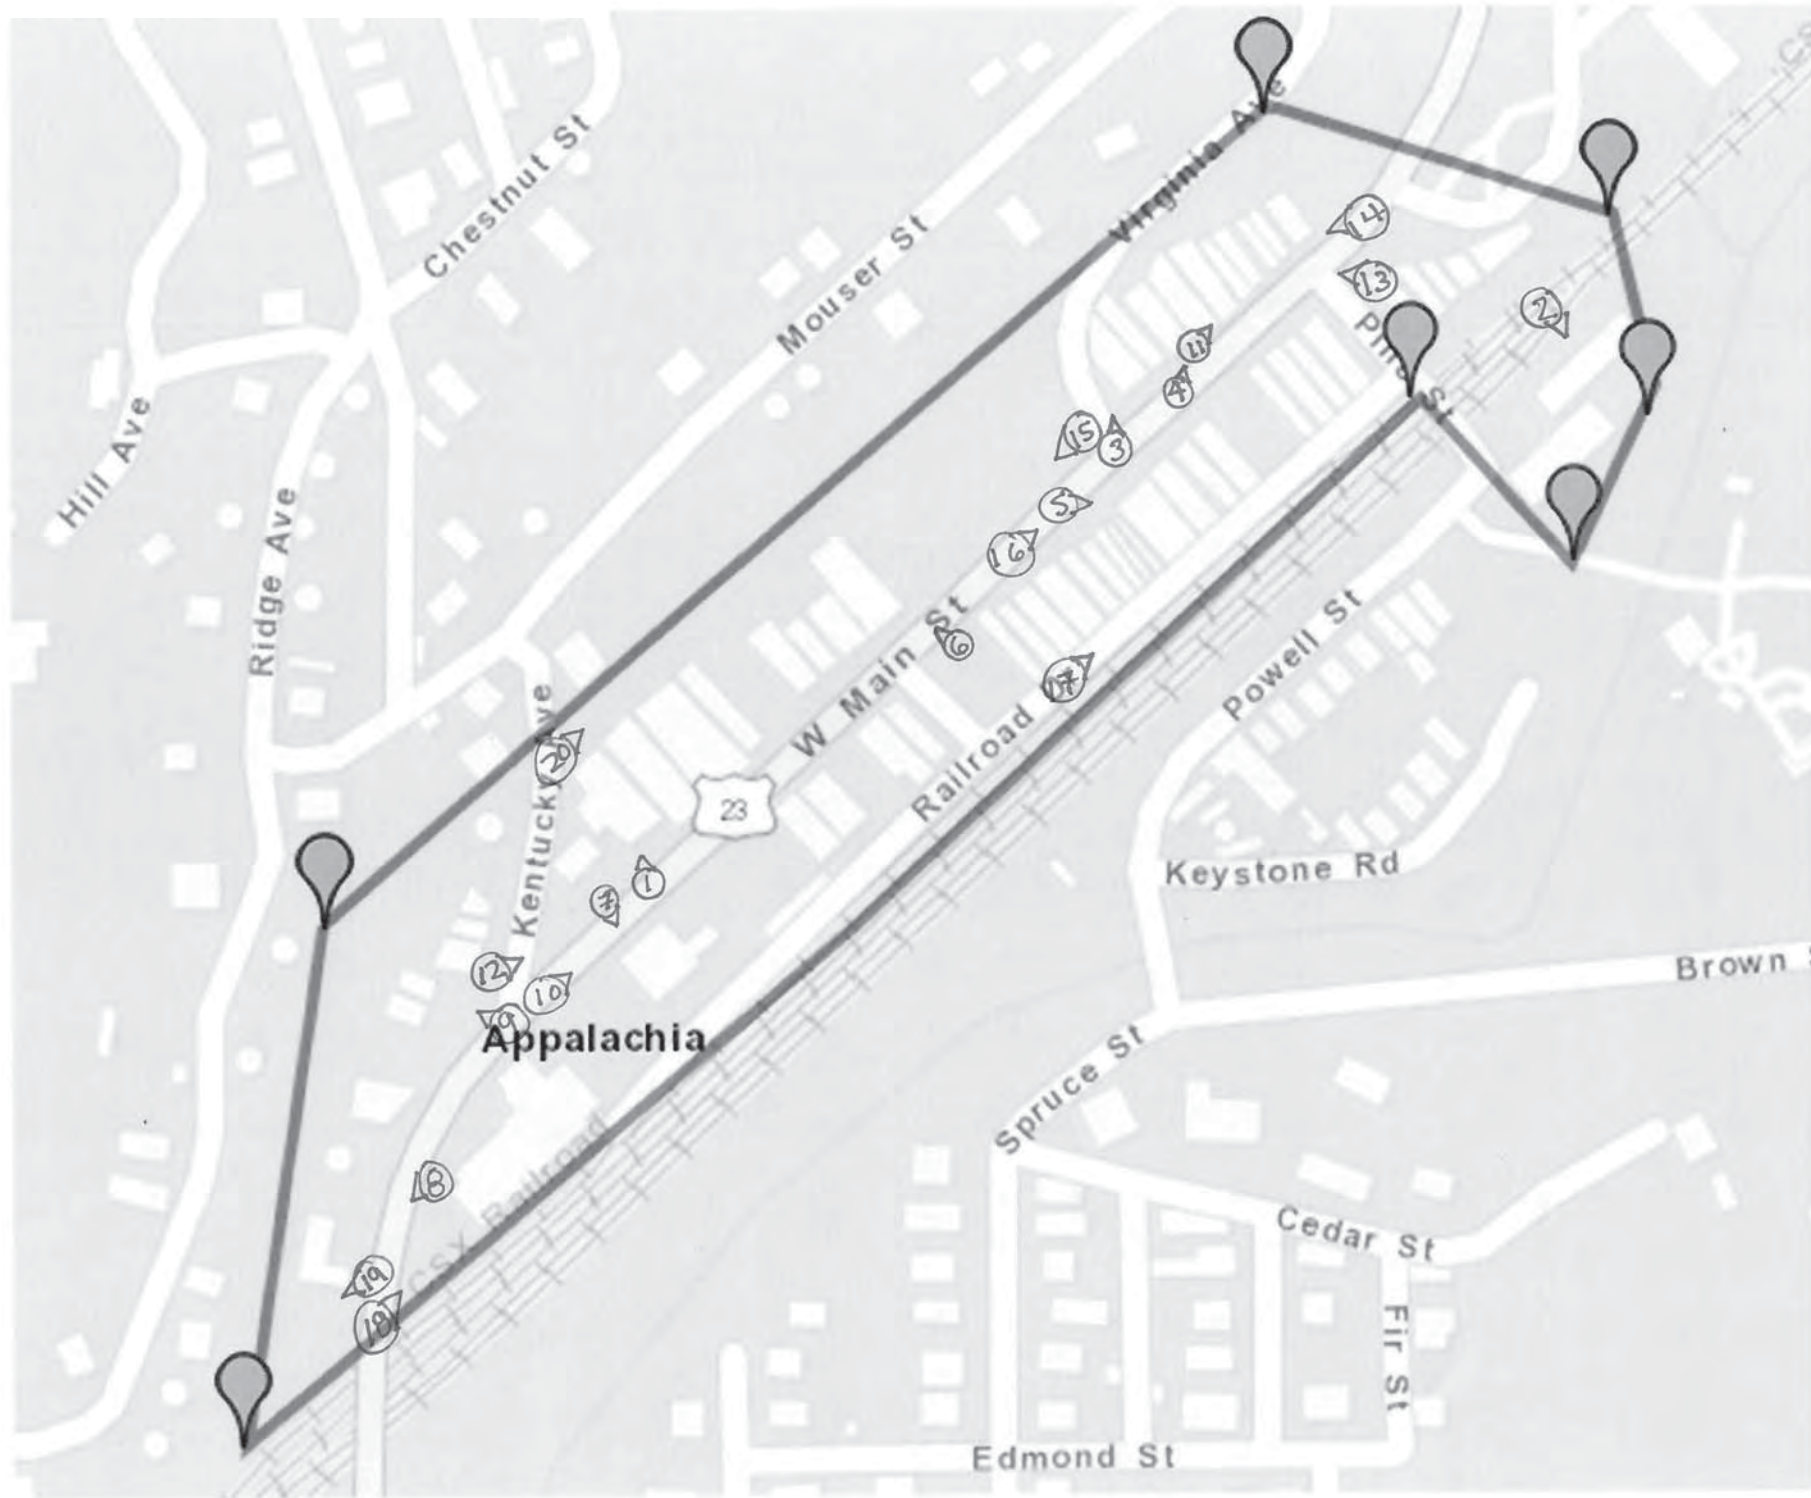 CS
Virginia Ave
Chestnut St
14
Mouser St
13
2
Pine St
11
4
Hill Ave
15
3
Ridge Ave
5
16
W Main St
6
Powell St
17
Railroad
Kentucky Ave
20
23
Keystone Rd
1
7
12
10
Brown S
9
Appalachia
Spruce St
8
CSX Railroad
Cedar St
19
18
Fir St
Edmond St